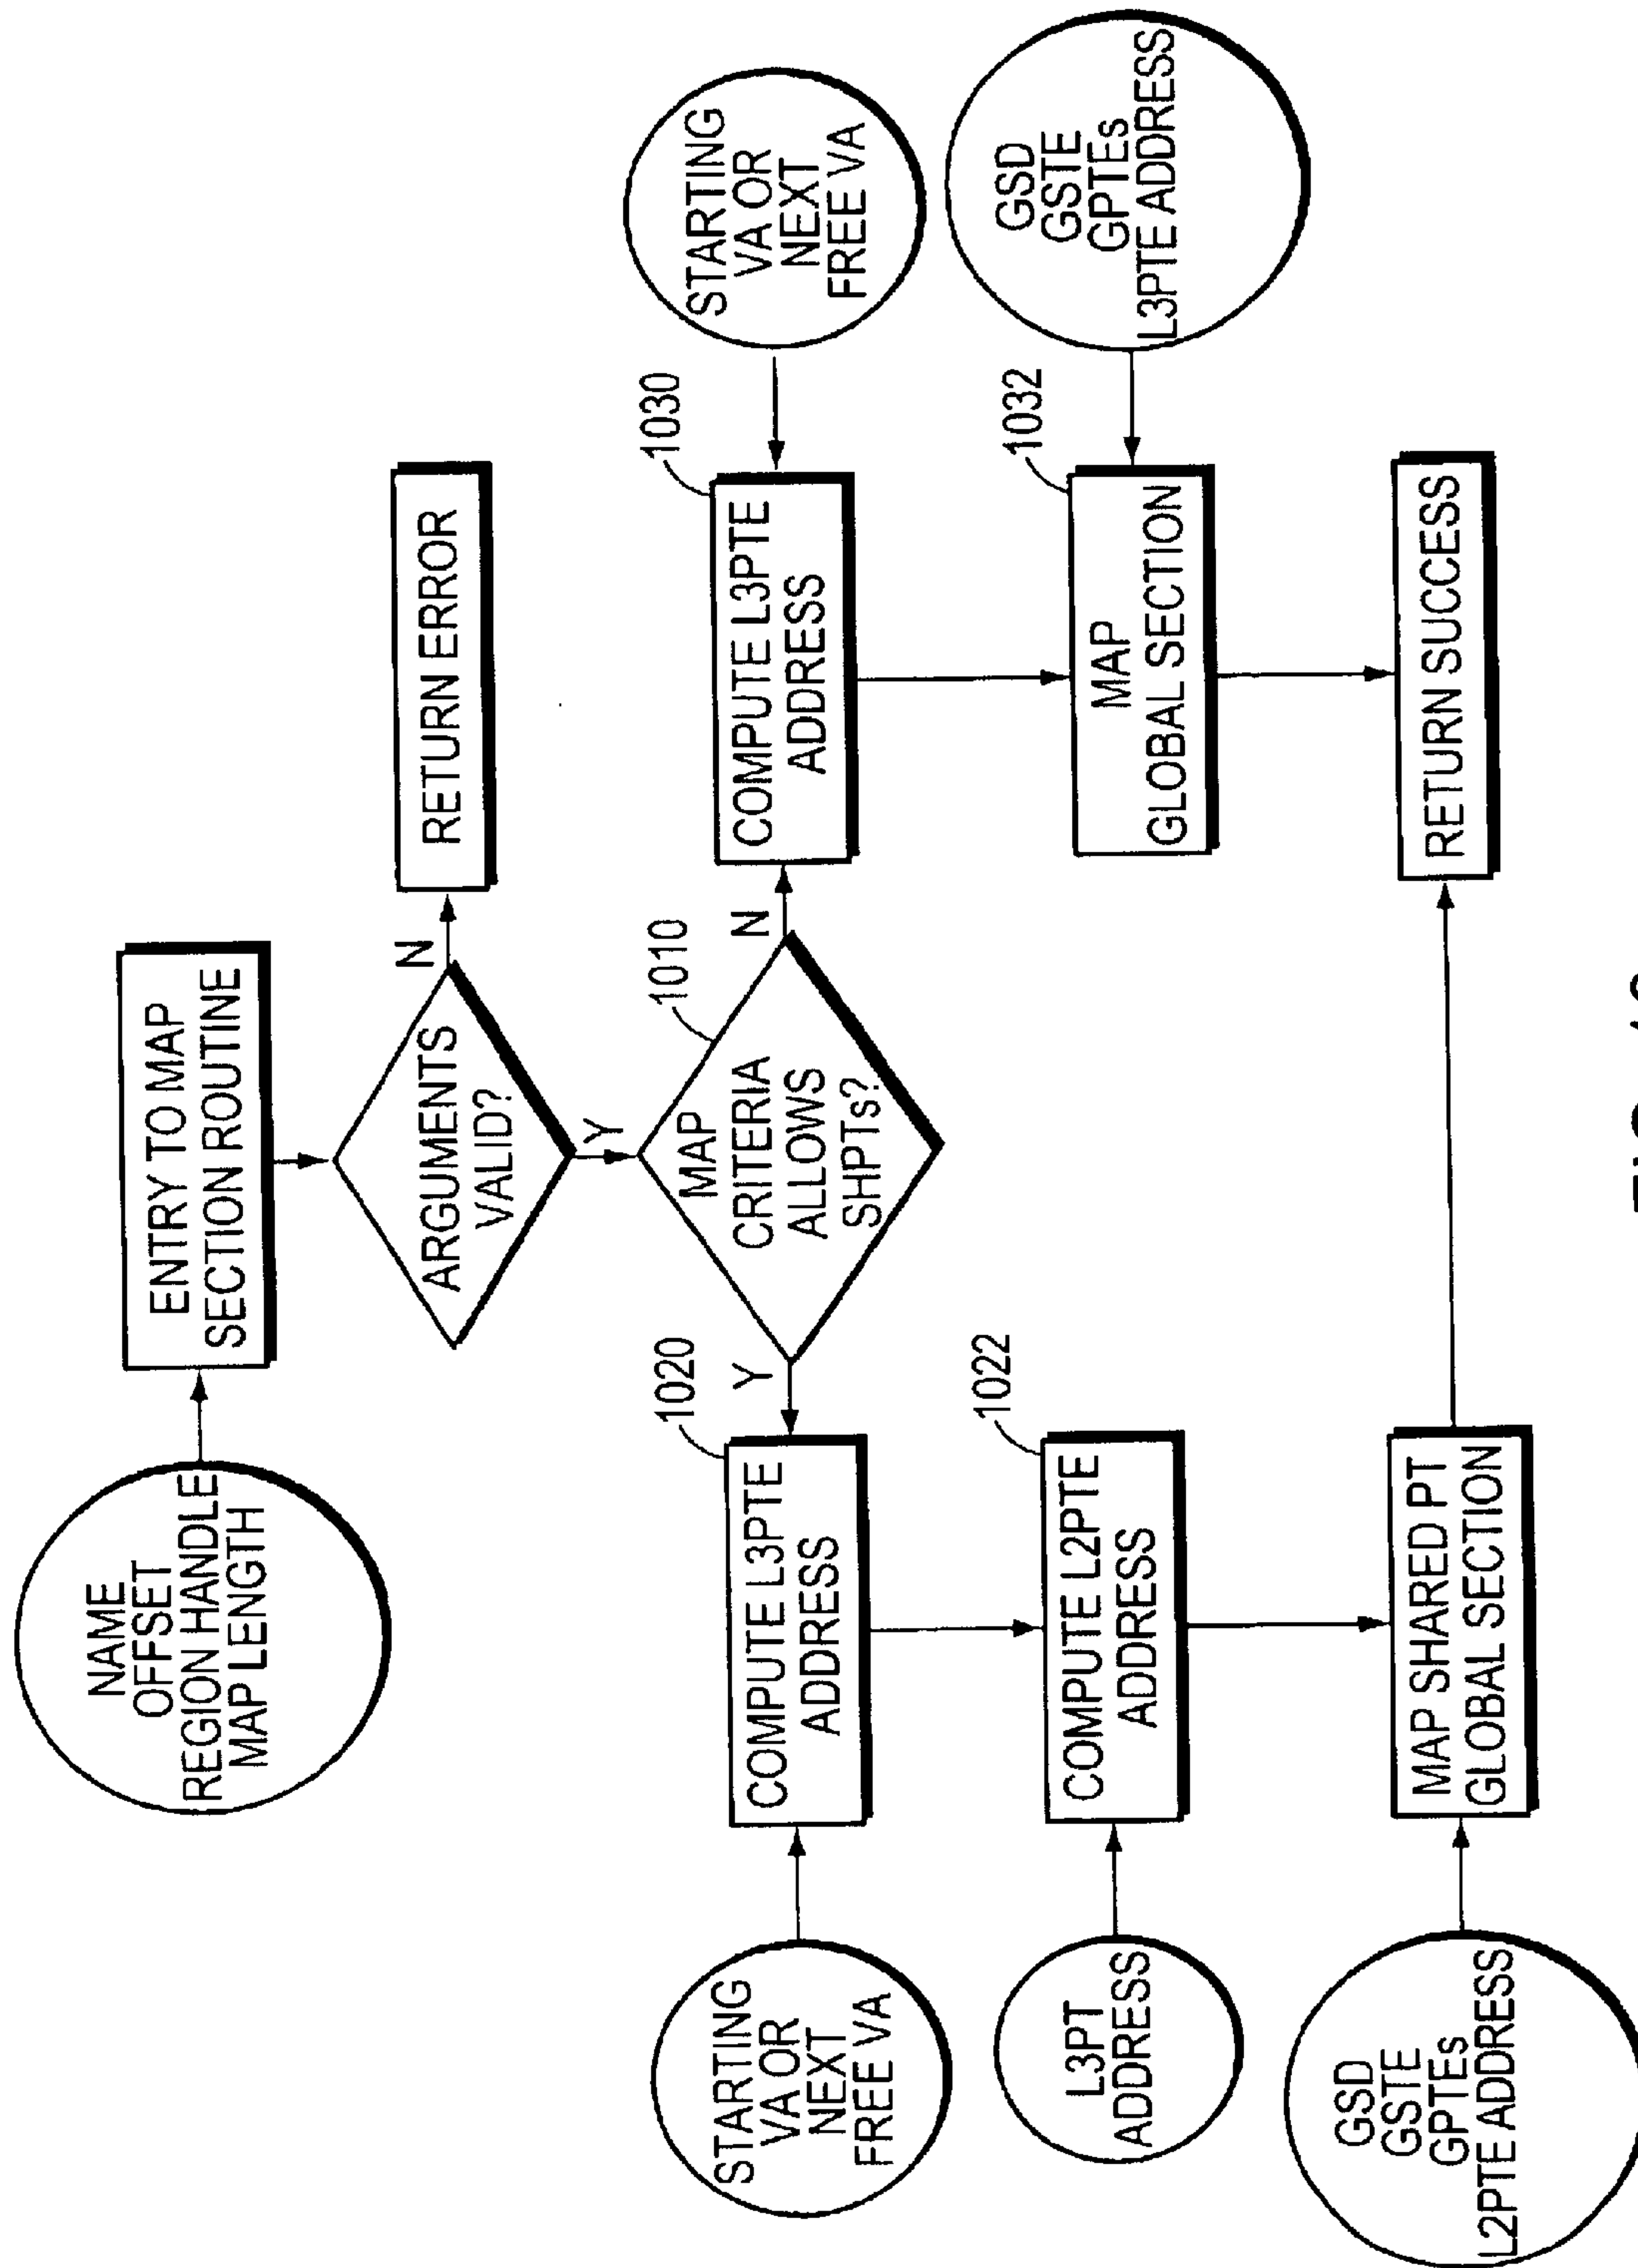 NAME
OFFSET
REGION HANDLE
MAP LENGTH
ENTRY TO MAP
SECTION ROUTINE
ARGUMENTS
VALID?
N
RETURN ERROR
Y
MAP
CRITERIA
ALLOWS
SHPTs?
1010
Y
N
STARTING
VA OR
NEXT
FREE VA
1020
COMPUTE L3PTE
ADDRESS
1030
COMPUTE L3PTE
ADDRESS
STARTING
VA OR
NEXT
FREE VA
L3PT
ADDRESS
1022
COMPUTE L2PTE
ADDRESS
1032
MAP
GLOBAL SECTION
GSD
GSTE
GPTEs
L3PTE ADDRESS
GSD
GSTE
GPTEs
L2PTE ADDRESS
MAP SHARED PT
GLOBAL SECTION
RETURN SUCCESS